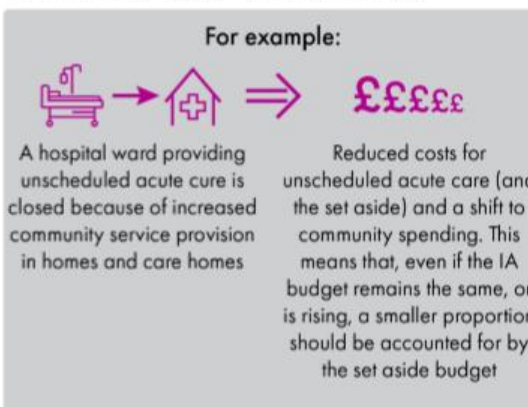 For example:
£££££
A hospital ward providing
unscheduled acute cure is
closed because of increased
community service provision
in homes and care homes
Reduced costs for
unscheduled acute care (and
the set aside) and a shift to
community spending. This
means that, even if the IA
budget remains the same, or
is rising, a smaller proportion
should be accounted for by
the set aside budget